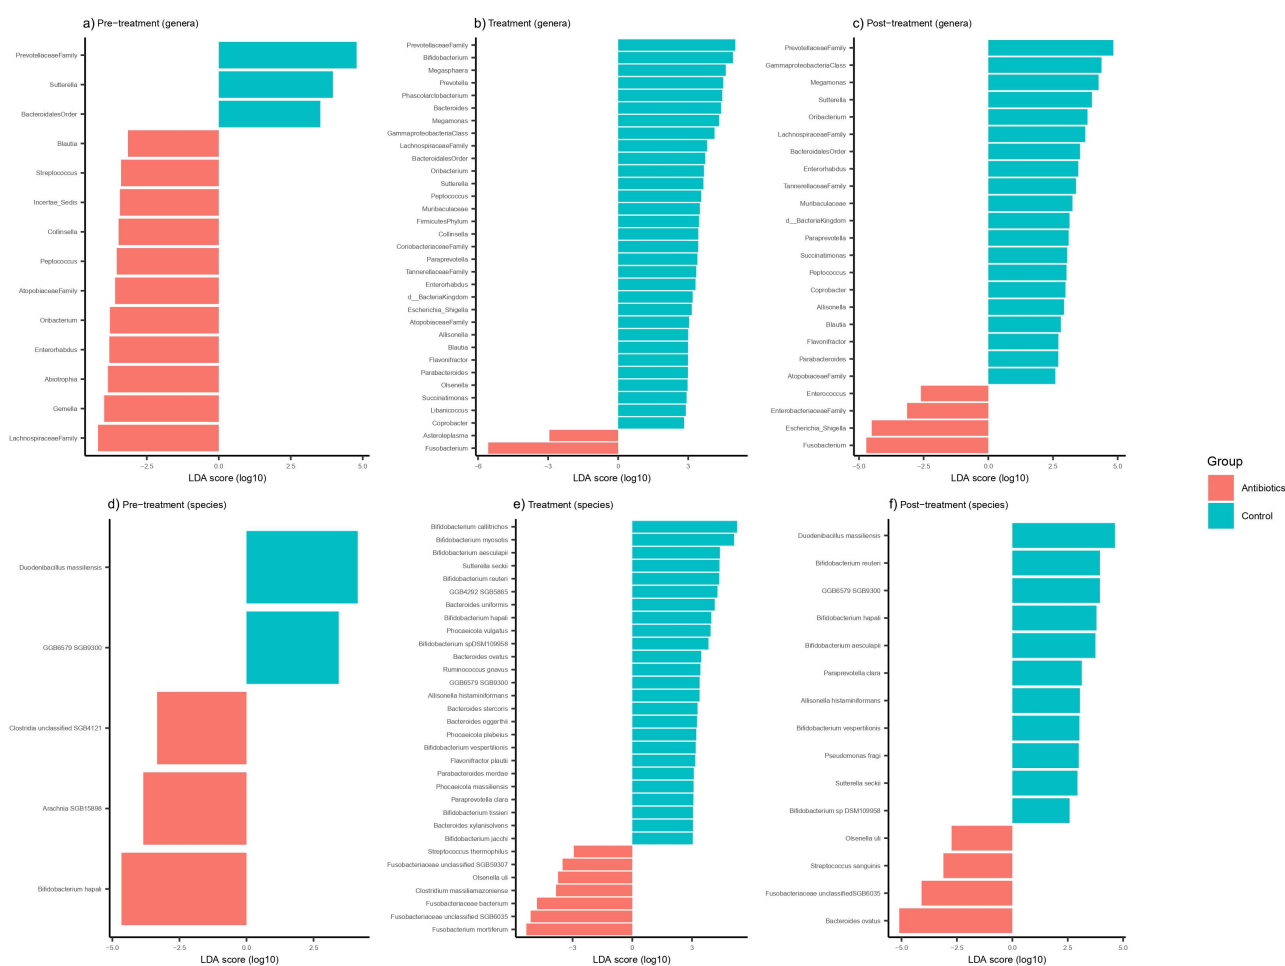 a) Pre−treatment (genera)
PrevotellaceaeFamily
Sutterella
BacteroidalesOrder
Blautia
Streptococcus
Incertae_Sedis
Collinsella
Peptococcus
AtopobiaceaeFamily
Oribacterium
Enterorhabdus
Abiotrophia
Gemella
LachnospiraceaeFamily
−2.5 0.0 2.5 5.0
LDA score (log10)
b) Treatment (genera)
PrevotellaceaeFamily
Bifidobacterium
Megasphaera
Prevotella
Phascolarctobacterium
Bacteroides
Megamonas
GammaproteobacteriaClass
LachnospiraceaeFamily
BacteroidalesOrder
Oribacterium
Sutterella
Peptococcus
Muribaculaceae
FirmicutesPhylum
Collinsella
CoriobacteriaceaeFamily
Paraprevotella
TannerellaceaeFamily
Enterorhabdus
d__BacteriaKingdom
Escherichia_Shigella
AtopobiaceaeFamily
Allisonella
Blautia
Flavonifractor
Parabacteroides
Olsenella
Succinatimonas
Libanicoccus
Coprobacter
Asteroleplasma
Fusobacterium
−6 −3 0 3
LDA score (log10)
c) Post−treatment (genera)
PrevotellaceaeFamily
GammaproteobacteriaClass
Megamonas
Sutterella
Oribacterium
LachnospiraceaeFamily
BacteroidalesOrder
Enterorhabdus
TannerellaceaeFamily
Muribaculaceae
d__BacteriaKingdom
Paraprevotella
Succinatimonas
Peptococcus
Coprobacter
Allisonella
Blautia
Flavonifractor
Parabacteroides
AtopobiaceaeFamily
Enterococcus
EnterobacteriaceaeFamily
Escherichia_Shigella
Fusobacterium
−5.0 −2.5 0.0 2.5 5.0
LDA score (log10)
Group
Antibiotics
Control
d) Pre−treatment (species)
Duodenibacillus massiliensis
GGB6579 SGB9300
Clostridia unclassified SGB4121
Arachnia SGB15898
Bifidobacterium hapali
−5.0 −2.5 0.0 2.5
LDA score (log10)
e) Treatment (species)
Bifidobacterium callitrichos
Bifidobacterium myosotis
Bifidobacterium aesculapii
Sutterella seckii
Bifidobacterium reuteri
GGB4292 SGB5865
Bacteroides uniformis
Bifidobacterium hapali
Phocaeicola vulgatus
Bifidobacterium spDSM109958
Bacteroides ovatus
Ruminococcus gnavus
GGB6579 SGB9300
Allisonella histaminiformans
Bacteroides stercoris
Bacteroides eggerthii
Phocaeicola plebeius
Bifidobacterium vespertilionis
Flavonifractor plautii
Parabacteroides merdae
Phocaeicola massiliensis
Paraprevotella clara
Bifidobacterium tissieri
Bacteroides xylanisolvens
Bifidobacterium jacchi
Streptococcus thermophilus
Fusobacteriaceae unclassified SGB59307
Olsenella uli
Clostridium massiliamazoniense
Fusobacteriaceae bacterium
Fusobacteriaceae unclassified SGB6035
Fusobacterium mortiferum
−3 0 3
LDA score (log10)
f) Post−treatment (species)
Duodenibacillus massiliensis
Bifidobacterium reuteri
GGB6579 SGB9300
Bifidobacterium hapali
Bifidobacterium aesculapii
Paraprevotella clara
Allisonella histaminiformans
Bifidobacterium vespertilionis
Pseudomonas fragi
Sutterella seckii
Bifidobacterium sp DSM109958
Olsenella uli
Streptococcus sanguinis
Fusobacteriaceae unclassifiedSGB6035
Bacteroides ovatus
−5.0 −2.5 0.0 2.5 5.0
LDA score (log10)